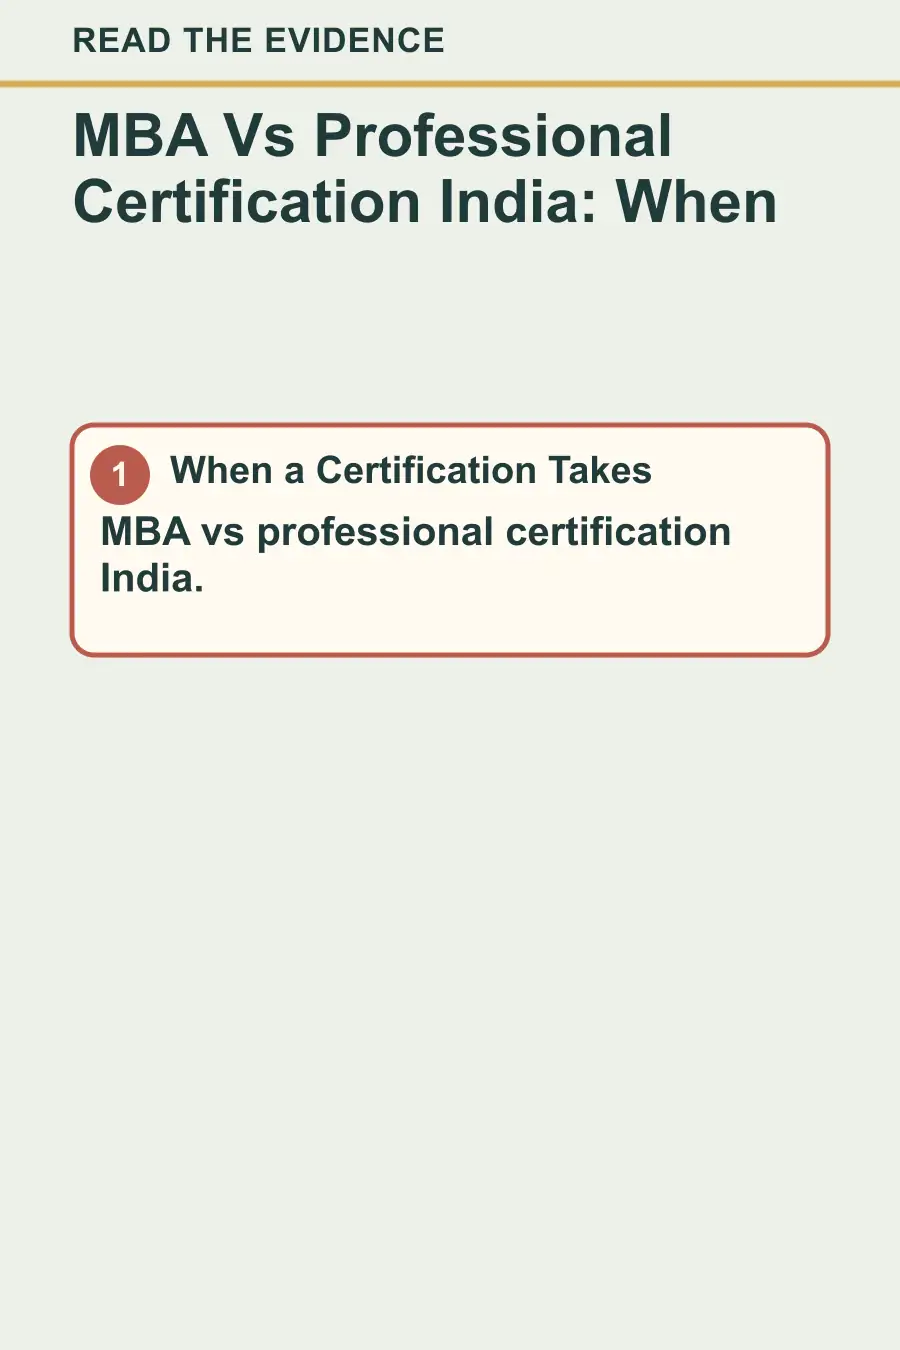 READ THE EVIDENCE
MBA Vs Professional
Certification India: When
1 When a Certification Takes
MBA vs professional certification
India.